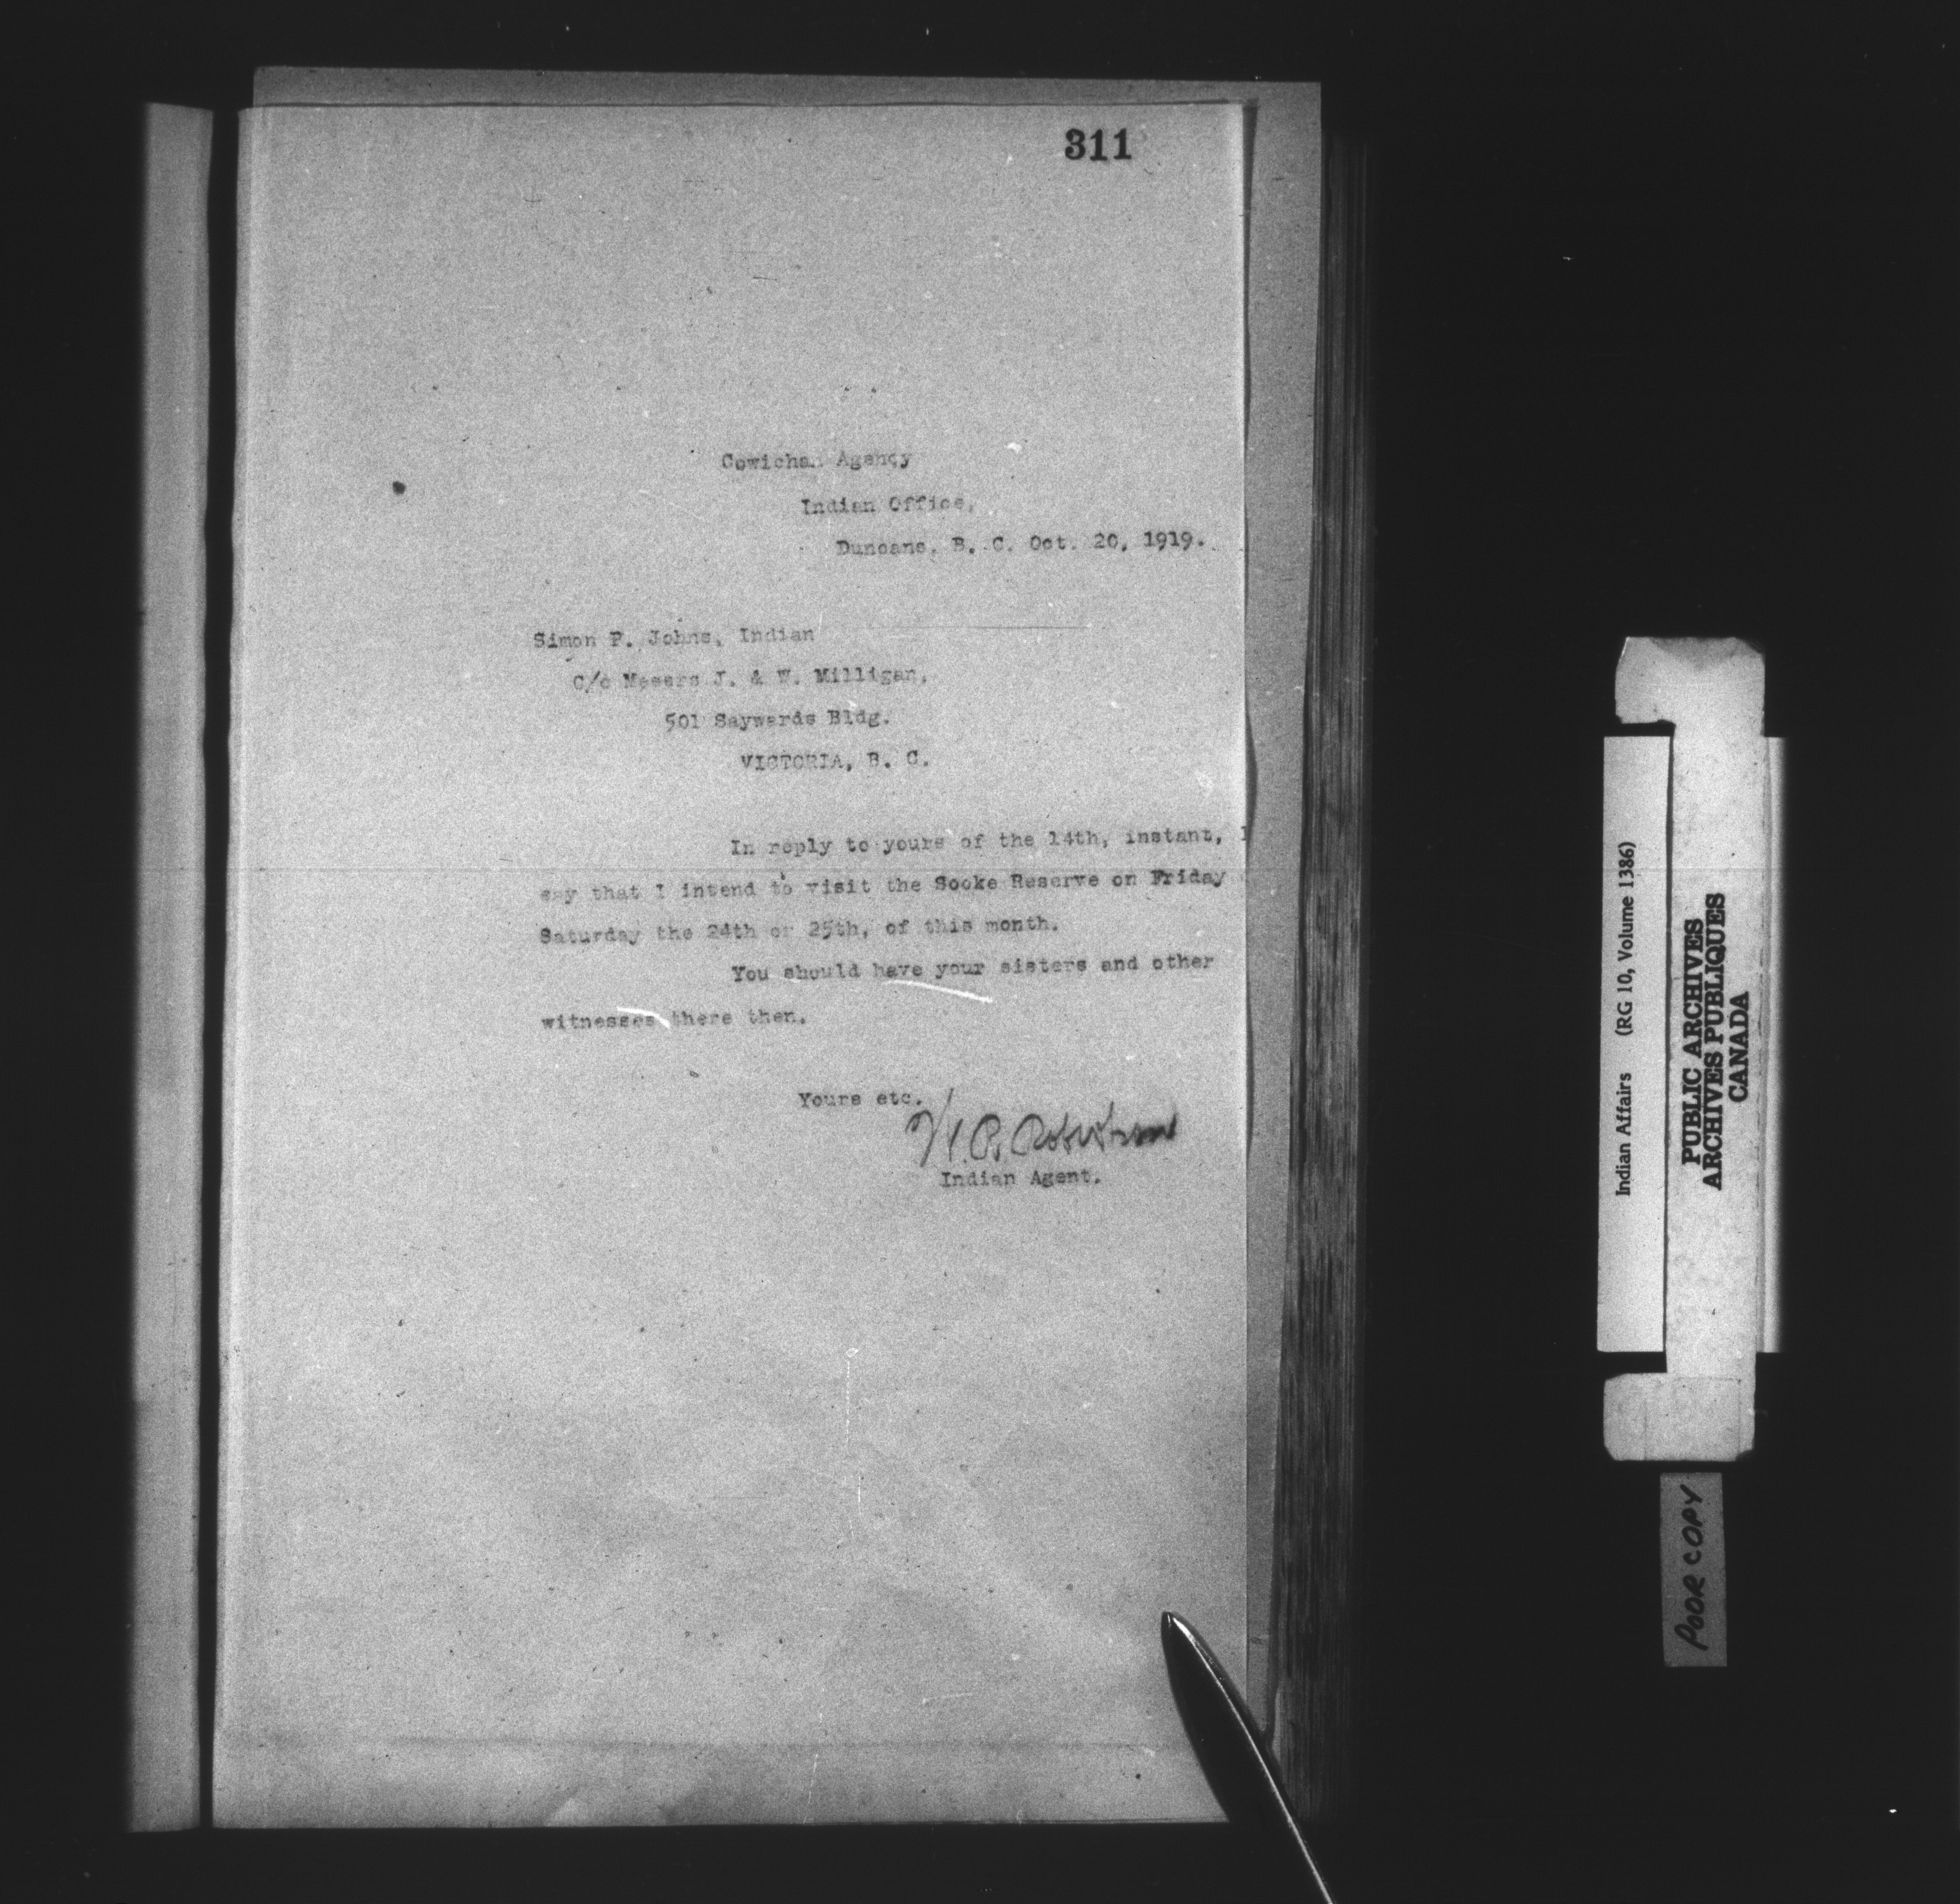 311
Cowichan Agency
Indian Office,
Duncans, B. C. Oct. 20, 1919.
Simon P. Johns, Indian
c/o Messrs J. & W. Milligan,
501 Saywards Bldg.
VICTORIA, B. C.
In reply to yours of the 14th, instant, I
say that I intend to visit the Sooke Reserve on Friday
Saturday the 24th or 25th, of this month.
You should have your sisters and other
witnesses there then.
Yours etc.
Robertson
Indian Agent.
Indian Affairs (RG 10, Volume 1386)
PUBLIC ARCHIVES
ARCHIVES PUBLIQUES
CANADA
POOR COPY